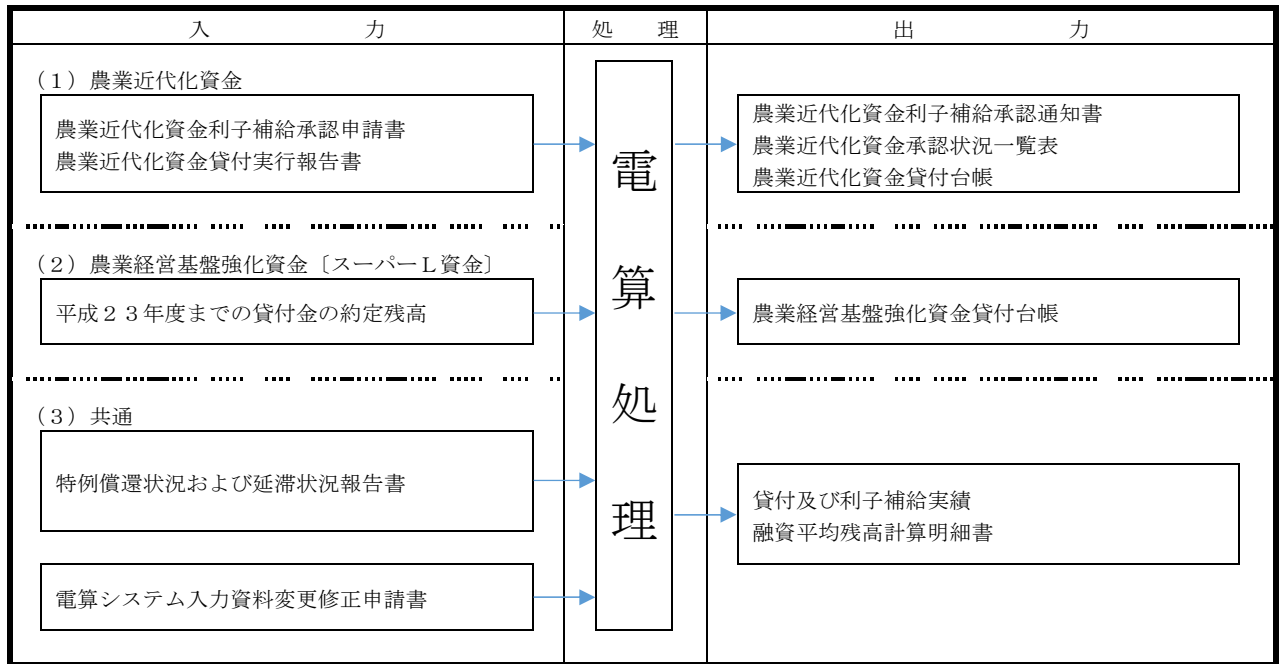 入　力
処　理
出　力
（１）農業近代化資金
農業近代化資金利子補給承認申請書
農業近代化資金貸付実行報告書
農業近代化資金利子補給承認通知書
農業近代化資金承認状況一覧表
農業近代化資金貸付台帳
（２）農業経営基盤強化資金〔スーパーＬ資金〕
平成２３年度までの貸付金の約定残高
農業経営基盤強化資金貸付台帳
（３）共通
特例償還状況および延滞状況報告書
電算システム入力資料変更修正申請書
貸付及び利子補給実績
融資平均残高計算明細書
電算処理